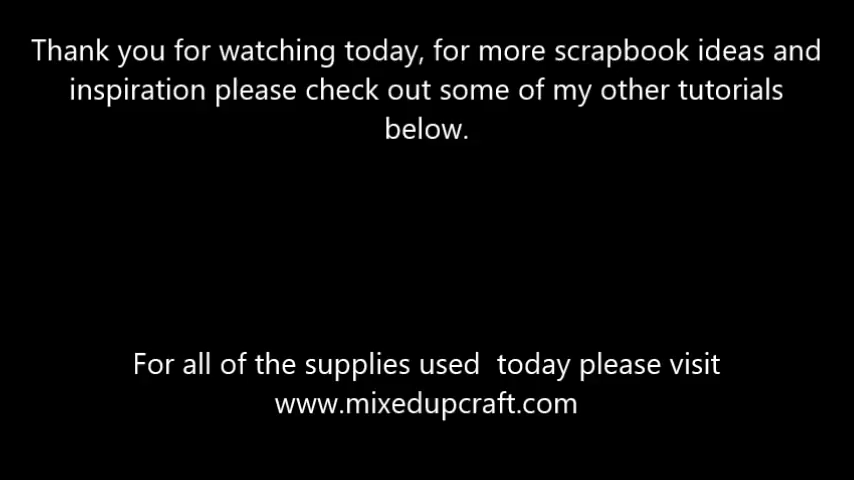 Thank you for watching today, for more scrapbook ideas and
inspiration please check out some of my other tutorials
below.
For all of the supplies used  today please visit
www.mixedupcraft.com